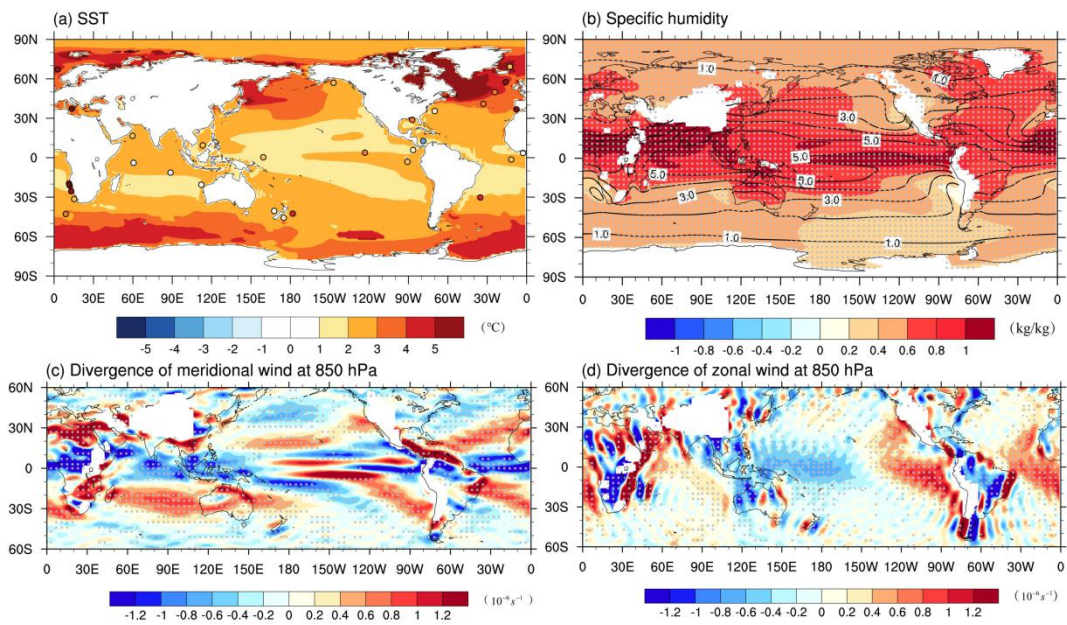 (a) SST
90N
60N
30N
0
30S
60S
90S
0 30E 60E 90E 120E 150E 180 150W 120W 90W 60W 30W 0
-5 -4 -3 -2 -1 0 1 2 3 4 5 (℃)
(b) Specific humidity
90N
60N
30N
0
30S
60S
90S
1.0 1.0
3.0 3.0
5.0 5.0
5.0 5.0
3.0 3.0
1.0 1.0
0 30E 60E 90E 120E 150E 180 150W 120W 90W 60W 30W 0
-1 -0.8 -0.6 -0.4 -0.2 0 0.2 0.4 0.6 0.8 1 (kg/kg)
(c) Divergence of meridional wind at 850 hPa
60N
30N
0
30S
60S
0 30E 60E 90E 120E 150E 180 150W 120W 90W 60W 30W 0
-1.2 -1 -0.8 -0.6 -0.4 -0.2 0 0.2 0.4 0.6 0.8 1 1.2 (10⁻⁶s⁻¹)
(d) Divergence of zonal wind at 850 hPa
60N
30N
0
30S
60S
0 30E 60E 90E 120E 150E 180 150W 120W 90W 60W 30W 0
-1.2 -1 -0.8 -0.6 -0.4 -0.2 0 0.2 0.4 0.6 0.8 1 1.2 (10⁻⁶s⁻¹)